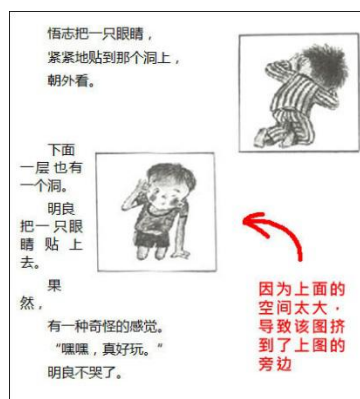 悟志把一只眼睛，
紧紧地贴到那个洞上，
朝外看。
下面
一层 也有
一个洞。
明良
把一 只眼
睛 贴 上
去。
果
然，
有一种奇怪的感觉。
“嘿嘿，真好玩。”
明良不哭了。
因为上面的
空间太大，
导致该图挤
到了上图的
旁边